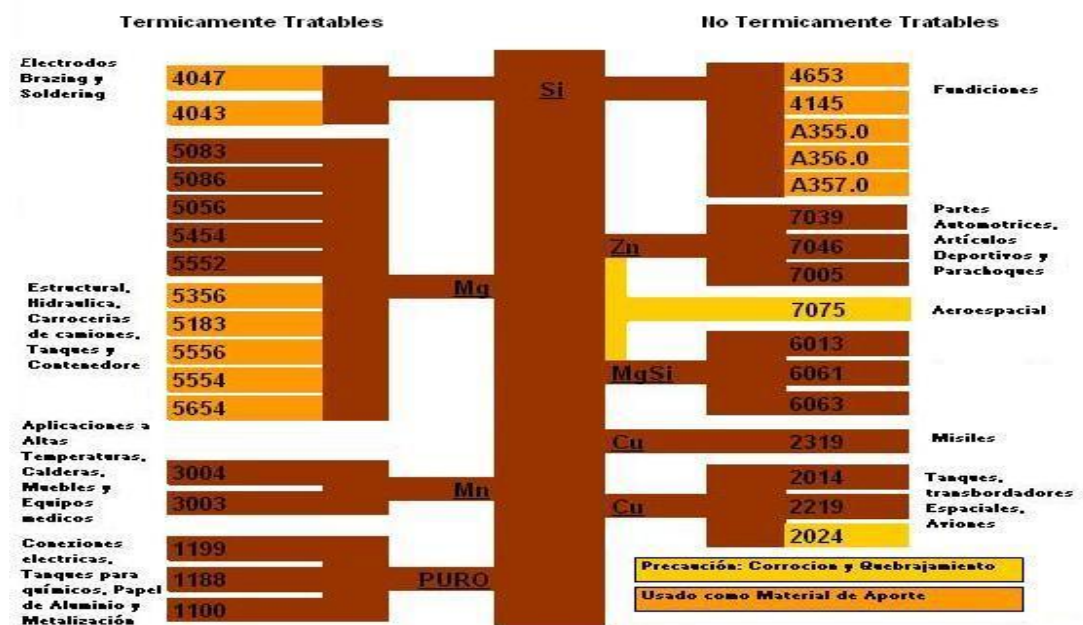 Termicamente Tratables
No Termicamente Tratables
Electrodos
Brazing y
Soldering
4047
4043
Si
4653
4145
A355.0
A356.0
A357.0
Fundiciones
5083
5086
5056
5454
5552
5356
5183
5556
5554
5654
Mg
Estructural,
Hidraulica,
Carrocerias
de camiones,
Tanques y
Contenedore
Zn
7039
7046
7005
Partes
Automotrices,
Artículos
Deportivos y
Parachoques
7075
Aeroespacial
MgSi
6013
6061
6063
Aplicaciones a
Altas
Temperaturas,
Calderas,
Muebles y
Equipos
medicos
3004
3003
Mn
Cu
2319
Misiles
Cu
2014
2219
2024
Tanques,
transbordadores
Espaciales,
Aviones
Conexiones
electricas,
Tanques para
químicos, Papel
de Aluminio y
Metalización
1199
1188
1100
PURO
Precaución: Corrocion y Quebrajamiento
Usado como Material de Aporte